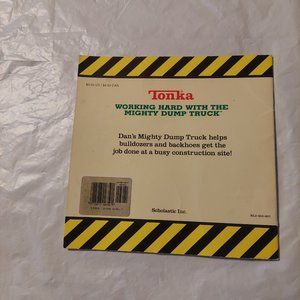 Tonka
WORKING HARD WITH THE
MIGHTY DUMP TRUCK
Dan's Mighty Dump Truck helps
bulldozers and backhoes get the
job done at a busy construction site!
Scholastic Inc.